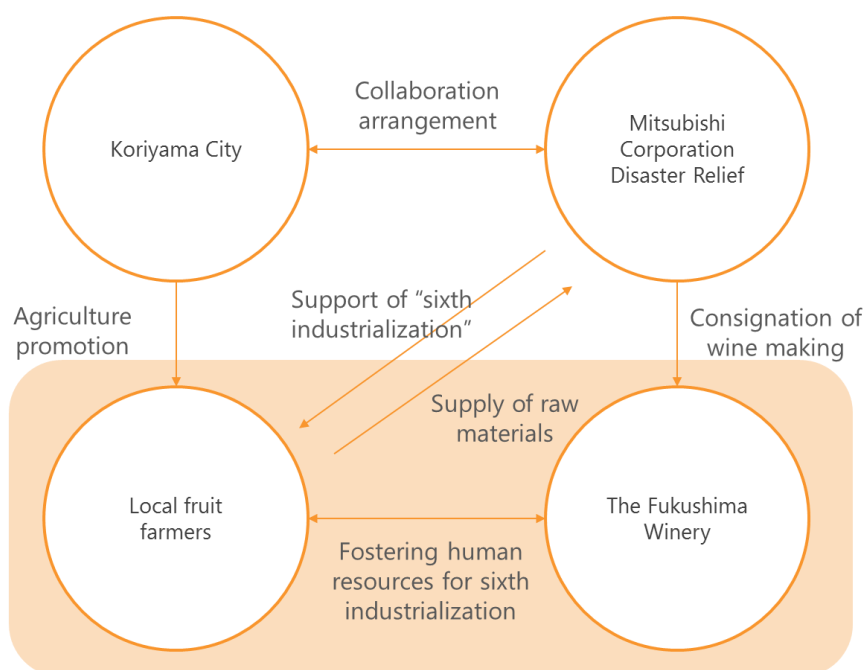 Collaboration
arrangement
Koriyama City
Mitsubishi
Corporation
Disaster Relief
Agriculture
promotion
Support of “sixth
industrialization”
Consignation of
wine making
Supply of raw
materials
Local fruit
farmers
The Fukushima
Winery
Fostering human
resources for sixth
industrialization